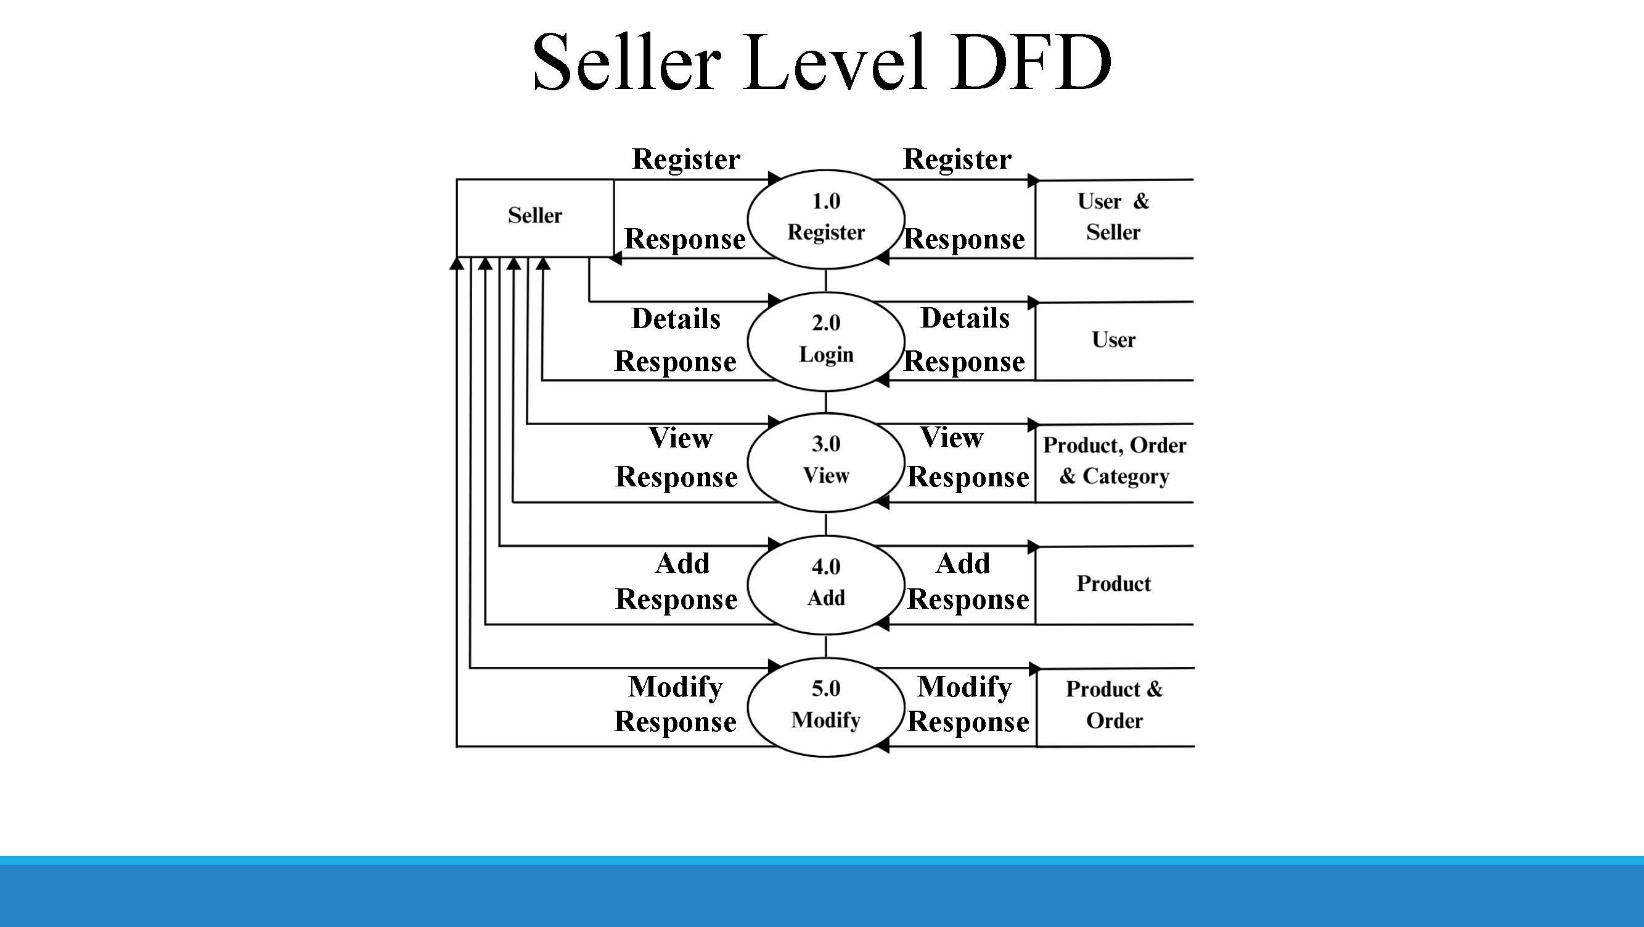 Seller Level DFD
Register
Register
Seller
1.0
Register
User &
Seller
Response
Response
Details
Details
2.0
Login
User
Response
Response
View
View
3.0
View
Product, Order
& Category
Response
Response
Add
Add
4.0
Add
Product
Response
Response
Modify
Modify
5.0
Modify
Product &
Order
Response
Response